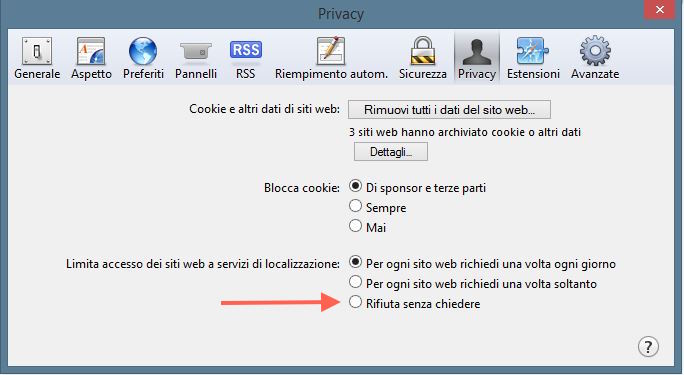 Privacy
Generale Aspetto Preferiti Pannelli RSS Riempimento autom. Sicurezza Privacy Estensioni Avanzate
RSS
Cookie e altri dati di siti web: Rimuovi tutti i dati del sito web...
3 siti web hanno archiviato cookie o altri dati
Dettagli...
Blocca cookie: Di sponsor e terze parti
Sempre
Mai
Limita accesso dei siti web a servizi di localizzazione: Per ogni sito web richiedi una volta ogni giorno
Per ogni sito web richiedi una volta soltanto
Rifiuta senza chiedere
?